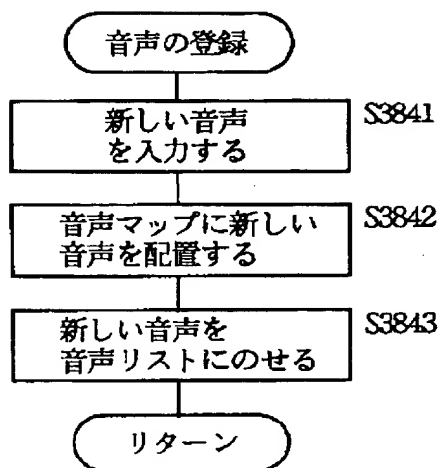 音声の登録
新しい音声
を入力する
S3841
音声マップに新しい
音声を配置する
S3842
新しい音声を
音声リストにのせる
S3843
リターン